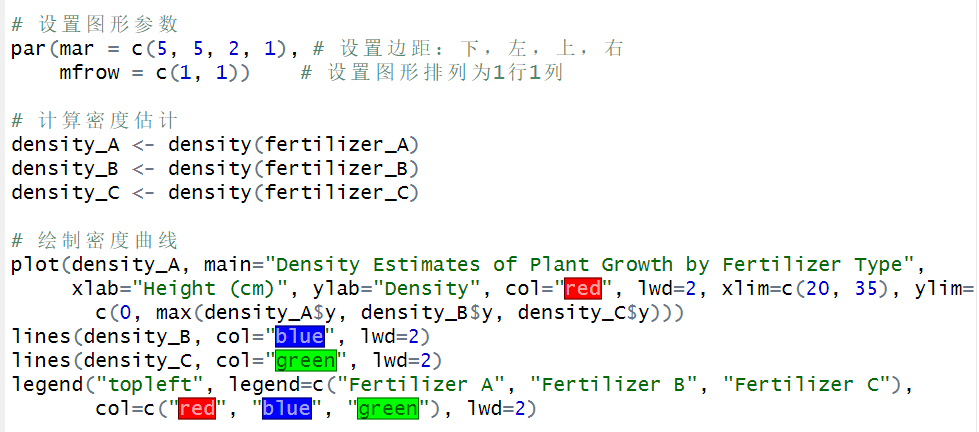 # 设置图形参数
par(mar = c(5, 5, 2, 1), # 设置边距：下，左，上，右
    mfrow = c(1, 1))    # 设置图形排列为1行1列

# 计算密度估计
density_A <- density(fertilizer_A)
density_B <- density(fertilizer_B)
density_C <- density(fertilizer_C)

# 绘制密度曲线
plot(density_A, main="Density Estimates of Plant Growth by Fertilizer Type",
     xlab="Height (cm)", ylab="Density", col="red", lwd=2, xlim=c(20, 35), ylim=
       c(0, max(density_A$y, density_B$y, density_C$y)))
lines(density_B, col="blue", lwd=2)
lines(density_C, col="green", lwd=2)
legend("topleft", legend=c("Fertilizer A", "Fertilizer B", "Fertilizer C"),
       col=c("red", "blue", "green"), lwd=2)